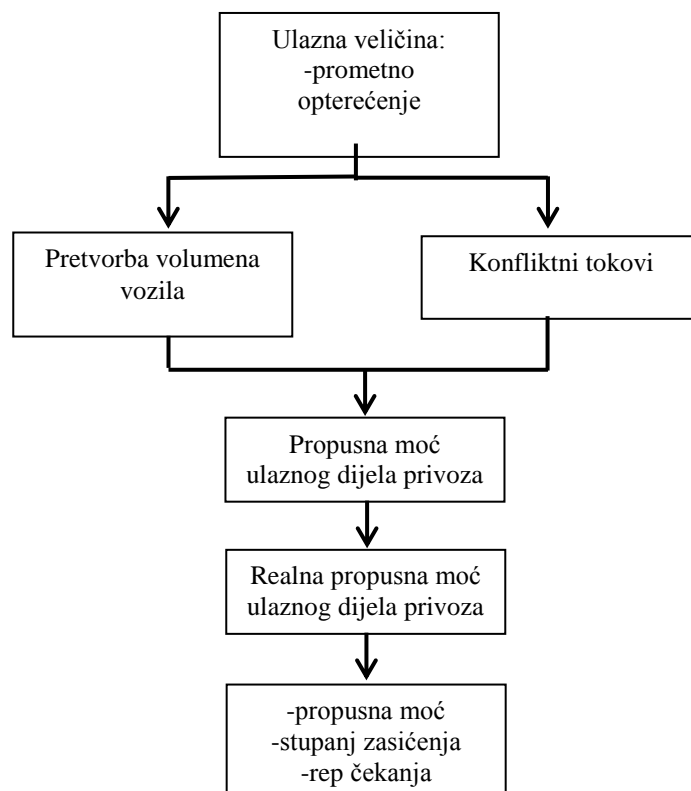 Ulazna veličina:
-prometno
opterećenje
Pretvorba volumena
vozila
Konfliktni tokovi
Propusna moć
ulaznog dijela privoza
Realna propusna moć
ulaznog dijela privoza
-propusna moć
-stupanj zasićenja
-rep čekanja